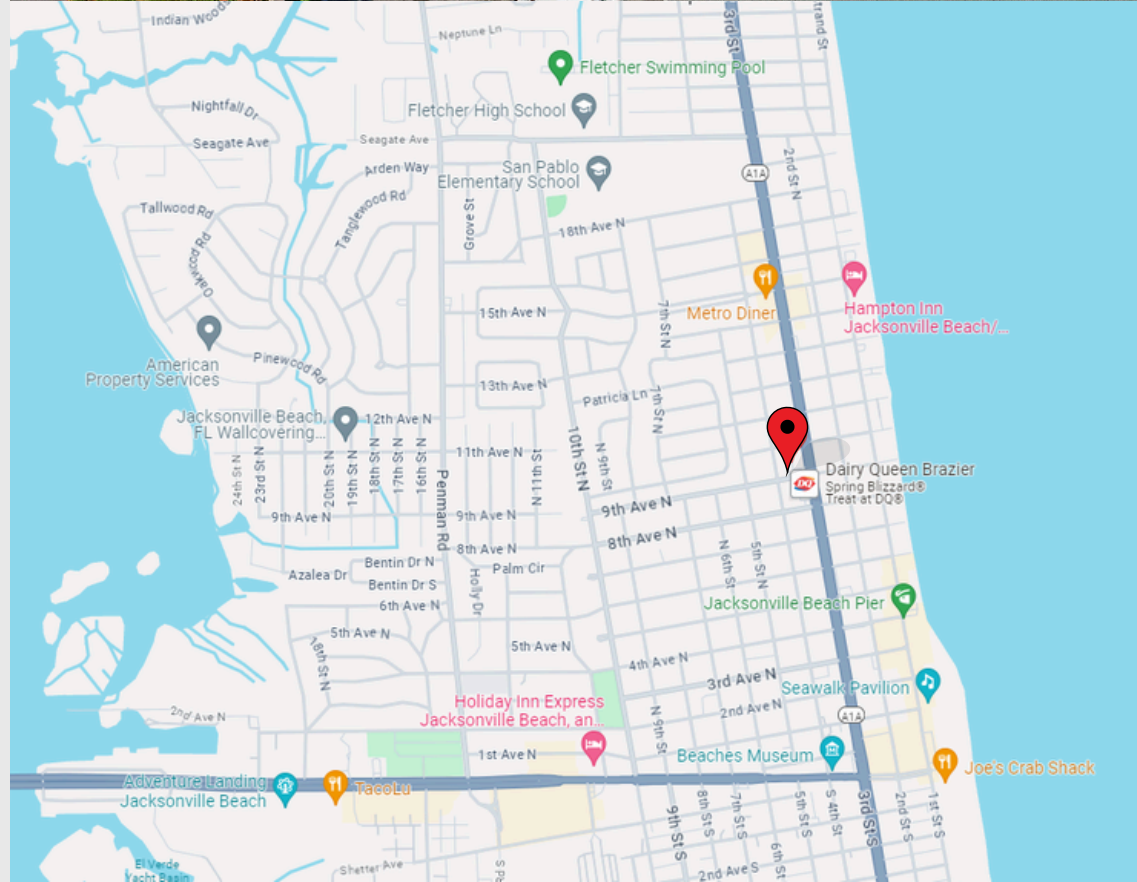 Indian Woods
Neptune Ln
3rd St
Strand St
Fletcher Swimming Pool
Fletcher High School
Nightfall Dr
Seagate Ave
Seagate Ave
Arden Way
San Pablo
Elementary School
A1A
2nd St N
Tallwood Rd
Tanglewood Rd
Grove St
18th Ave N
Oakwood Rd
Metro Diner
Hampton Inn
Jacksonville Beach/...
15th Ave N
7th St N
American
Property Services
Pinewood Rd
13th Ave N
Patricia Ln
7th St N
Jacksonville Beach,
FL Wallcovering...
12th Ave N
10th St N
N 9th St
11th Ave N
N 11th St
24th St N
23rd St N
20th St N
19th St N
18th St N
17th St N
16th St N
Penman Rd
DQ
Dairy Queen Brazier
Spring Blizzard®
Treat at DQ®
9th Ave N
9th Ave N
9th Ave N
8th Ave N
8th Ave N
N 6th St
5th St N
Bentin Dr N
Palm Cir
Azalea Dr
Bentin Dr S
Holly Dr
6th Ave N
Jacksonville Beach Pier
5th Ave N
5th Ave N
18th St N
4th Ave N
3rd Ave N
Seawalk Pavilion
Holiday Inn Express
Jacksonville Beach, an...
2nd Ave N
2nd Ave N
A1A
N 9th St
1st Ave N
Beaches Museum
Joe's Crab Shack
Adventure Landing
Jacksonville Beach
TacoLu
9th St S
8th St S
7th St S
5th St S
S 4th St
3rd St S
2nd St S
1st St S
6th St
El Verde
Yacht Basin
Shetter Ave
2nd Ave S